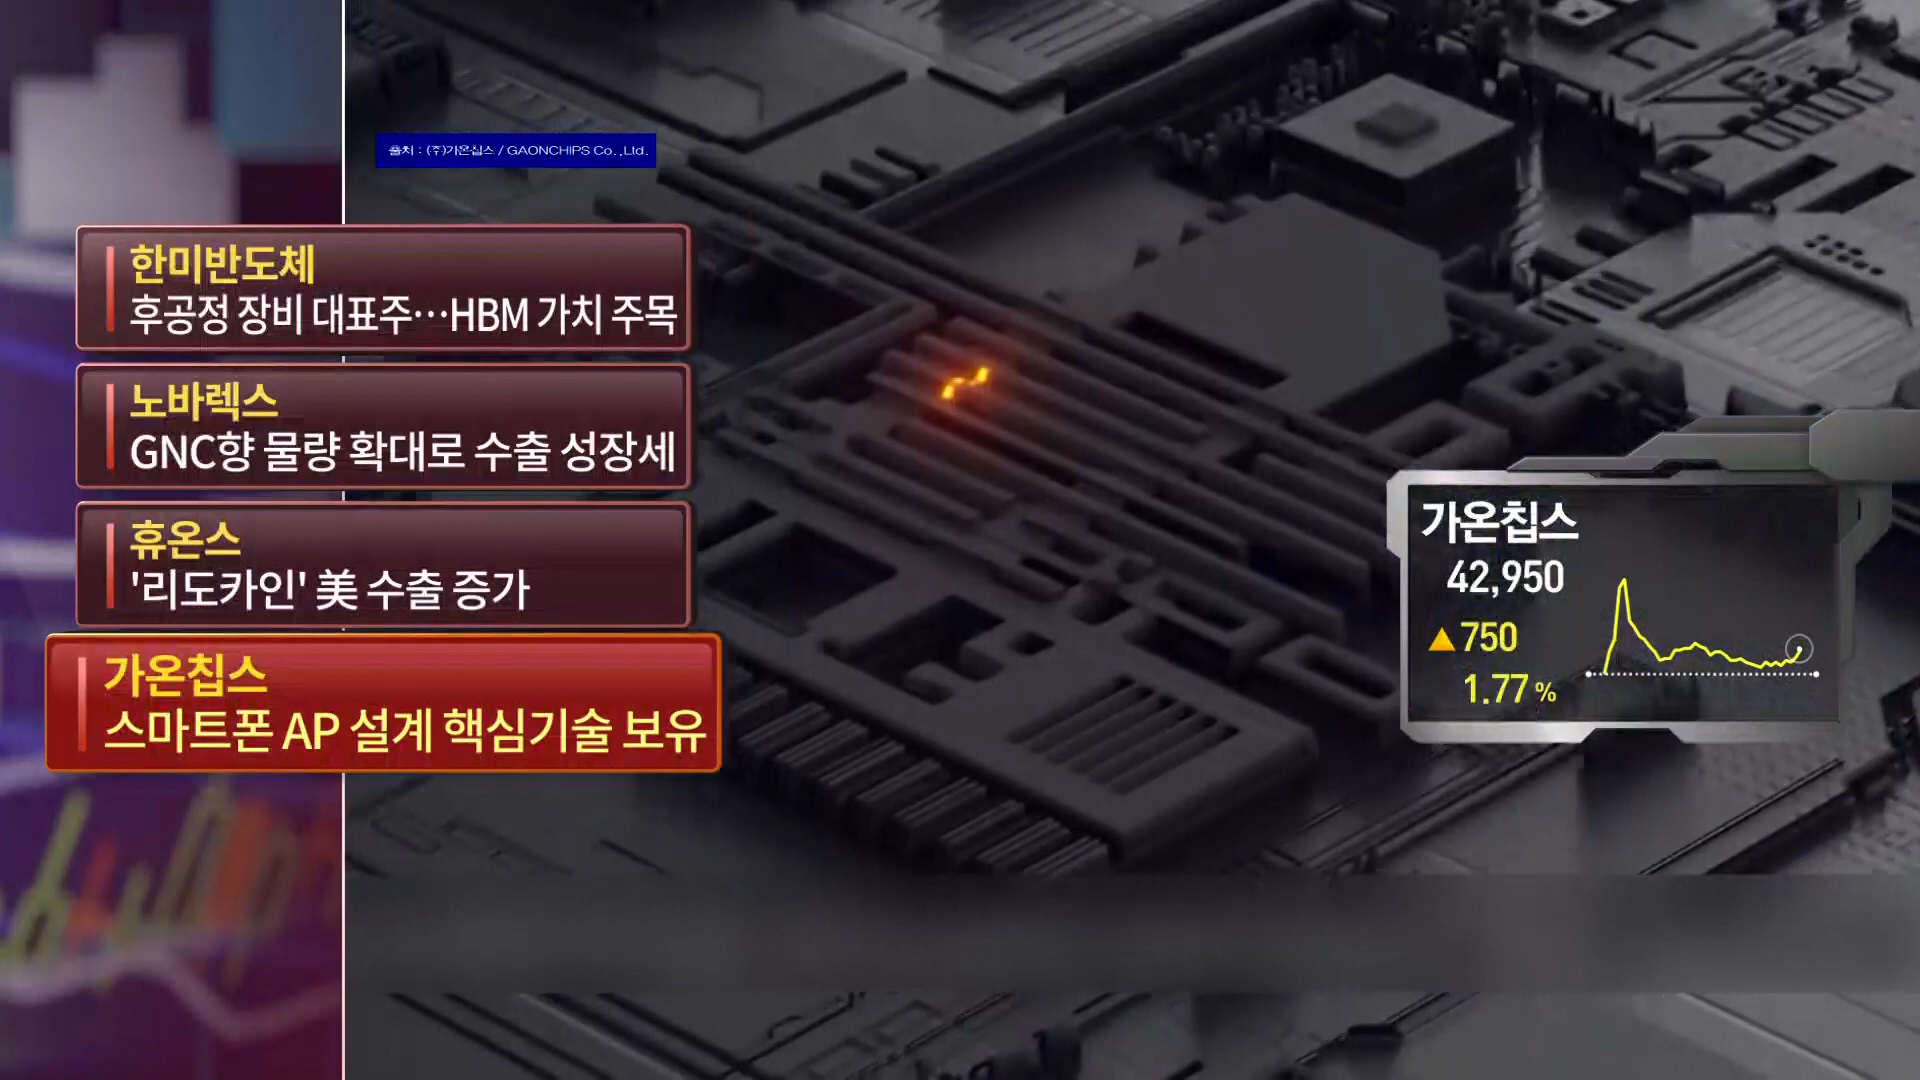 출처 : (주)가온칩스 / GAONCHIPS Co.,Ltd.
한미반도체
후공정 장비 대표주…HBM 가치 주목
노바렉스
GNC향 물량 확대로 수출 성장세
휴온스
'리도카인' 美 수출 증가
가온칩스
스마트폰 AP 설계 핵심기술 보유
가온칩스
42,950
▲750
1.77 %